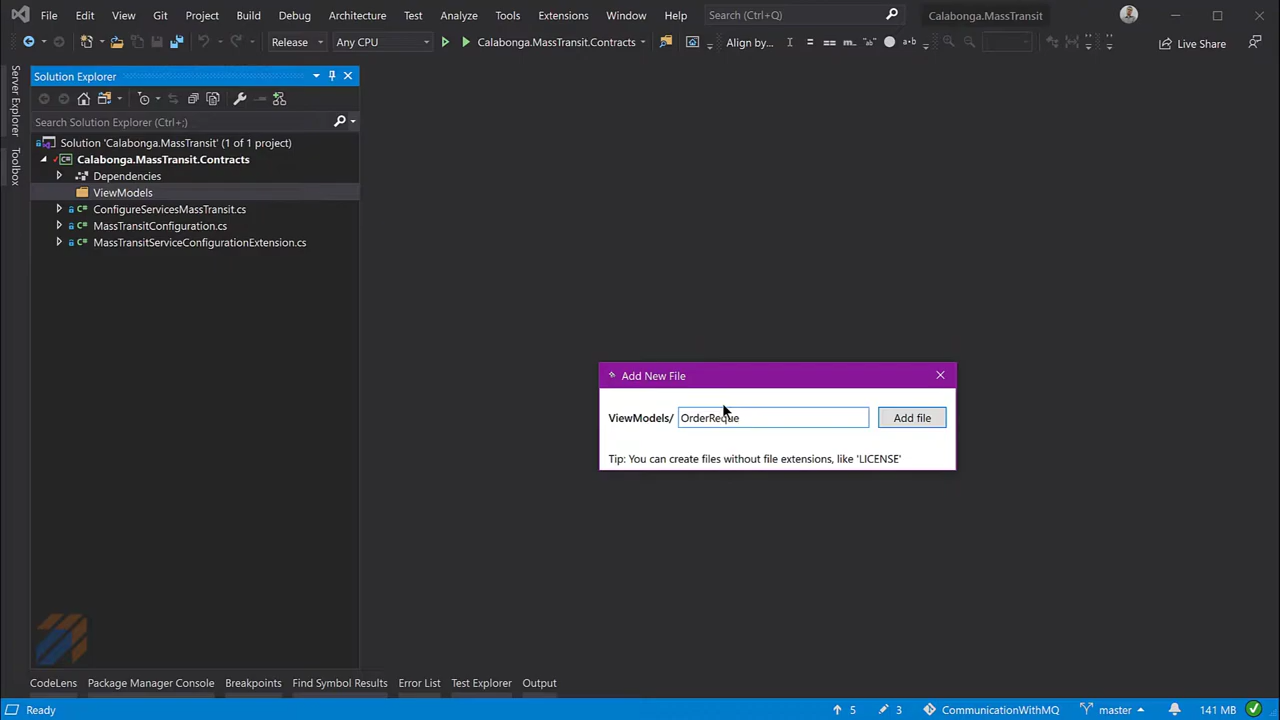 File Edit View Git Project Build Debug Architecture Test Analyze Tools Extensions Window Help Search (Ctrl+Q) Calabonga.MassTransit
Release Any CPU Calabonga.MassTransit.Contracts Align by... Live Share
Server Explorer
Toolbox
Solution Explorer
Search Solution Explorer (Ctrl+;)
Solution 'Calabonga.MassTransit' (1 of 1 project)
Calabonga.MassTransit.Contracts
Dependencies
ViewModels
ConfigureServicesMassTransit.cs
MassTransitConfiguration.cs
MassTransitServiceConfigurationExtension.cs
Add New File
ViewModels/ OrderReque Add file
Tip: You can create files without file extensions, like 'LICENSE'
CodeLens Package Manager Console Breakpoints Find Symbol Results Error List Test Explorer Output
Ready 5 3 CommunicationWithMQ master 141 MB